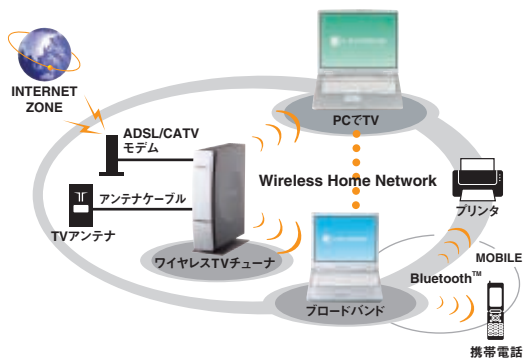 INTERNET
ZONE
ADSL/CATV
モデム
PCでTV
アンテナケーブル
Wireless Home Network
TVアンテナ
プリンタ
ワイヤレスTVチューナ
MOBILE
Bluetooth™
ブロードバンド
携帯電話